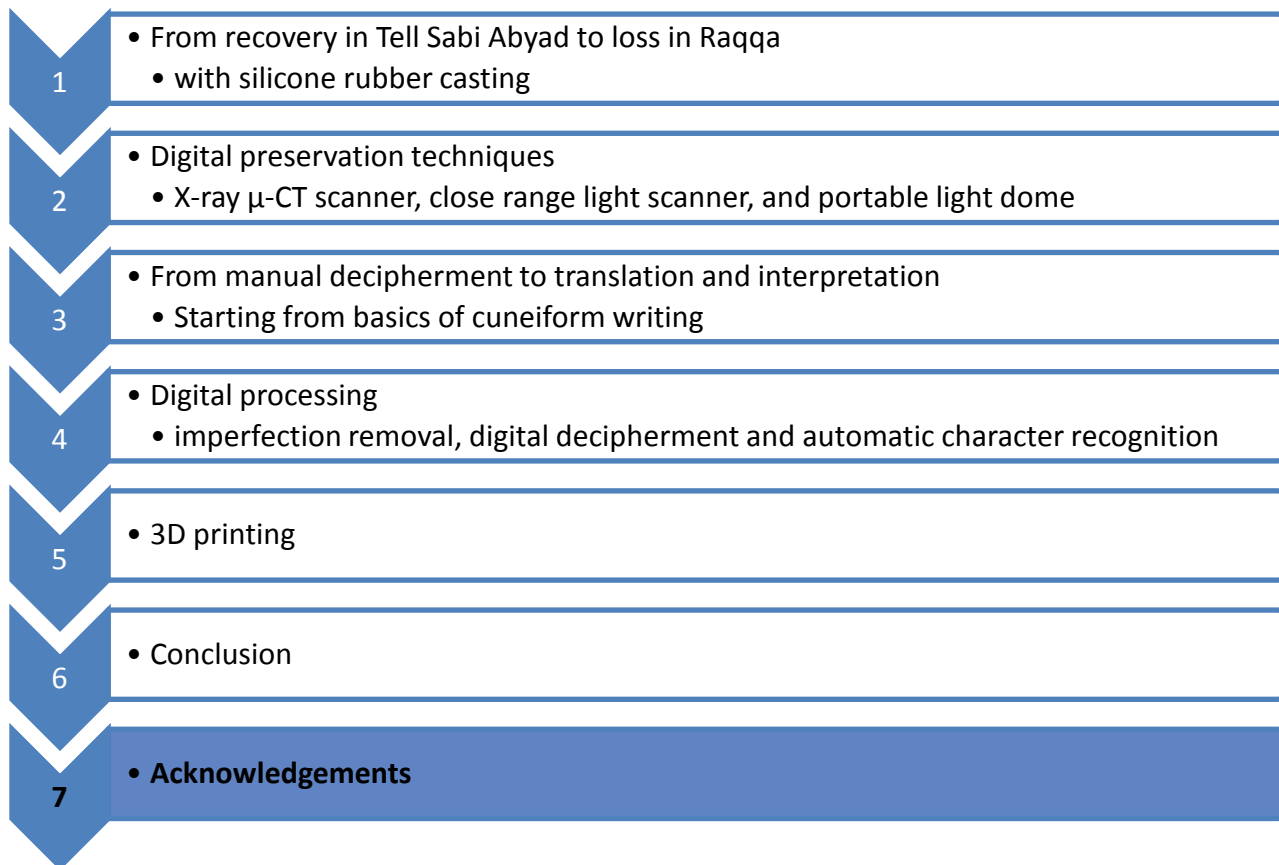 1
• From recovery in Tell Sabi Abyad to loss in Raqqa
• with silicone rubber casting
2
• Digital preservation techniques
• X-ray μ-CT scanner, close range light scanner, and portable light dome
3
• From manual decipherment to translation and interpretation
• Starting from basics of cuneiform writing
4
• Digital processing
• imperfection removal, digital decipherment and automatic character recognition
5
• 3D printing
6
• Conclusion
7
• Acknowledgements